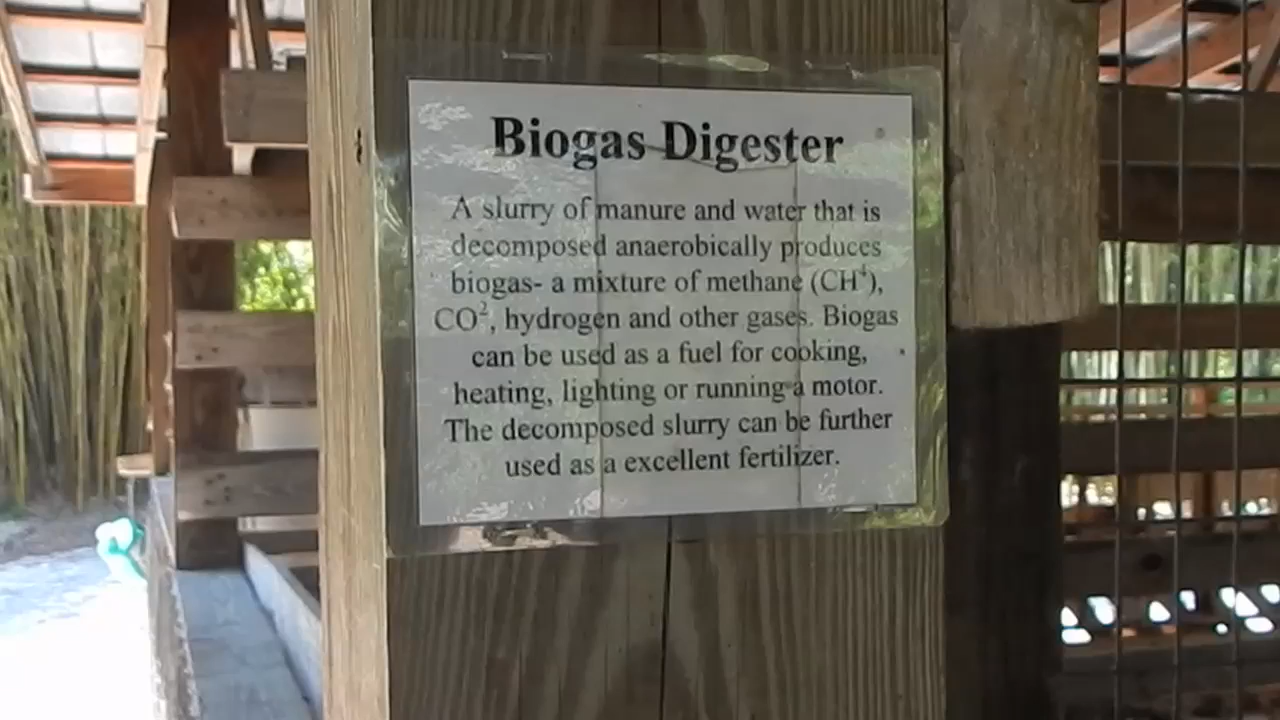 Biogas Digester
A slurry of manure and water that is
decomposed anaerobically produces
biogas- a mixture of methane (CH⁴),
CO², hydrogen and other gases. Biogas
can be used as a fuel for cooking,
heating, lighting or running a motor.
The decomposed slurry can be further
used as a excellent fertilizer.